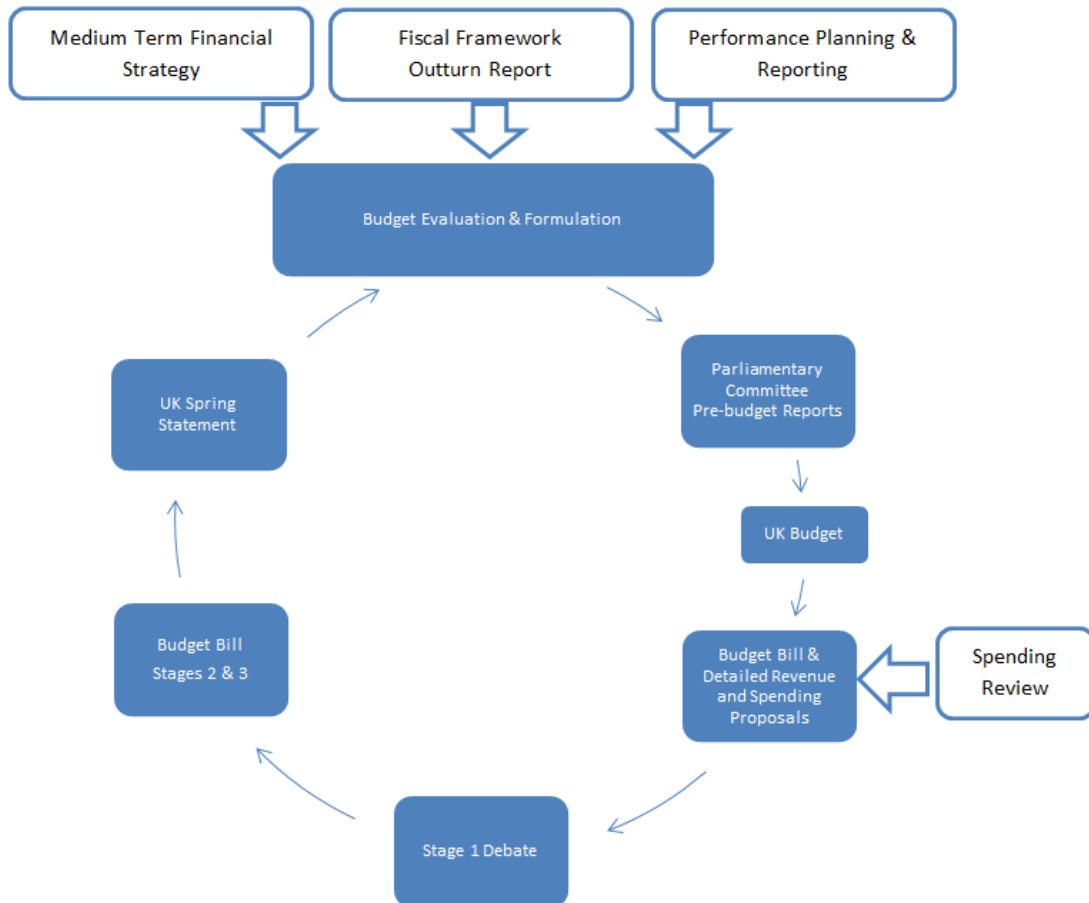 Medium Term Financial
Strategy
Fiscal Framework
Outturn Report
Performance Planning &
Reporting
Budget Evaluation & Formulation
Parliamentary
Committee
Pre-budget Reports
UK Budget
Budget Bill &
Detailed Revenue
and Spending
Proposals
Spending
Review
Stage 1 Debate
Budget Bill
Stages 2 & 3
UK Spring
Statement